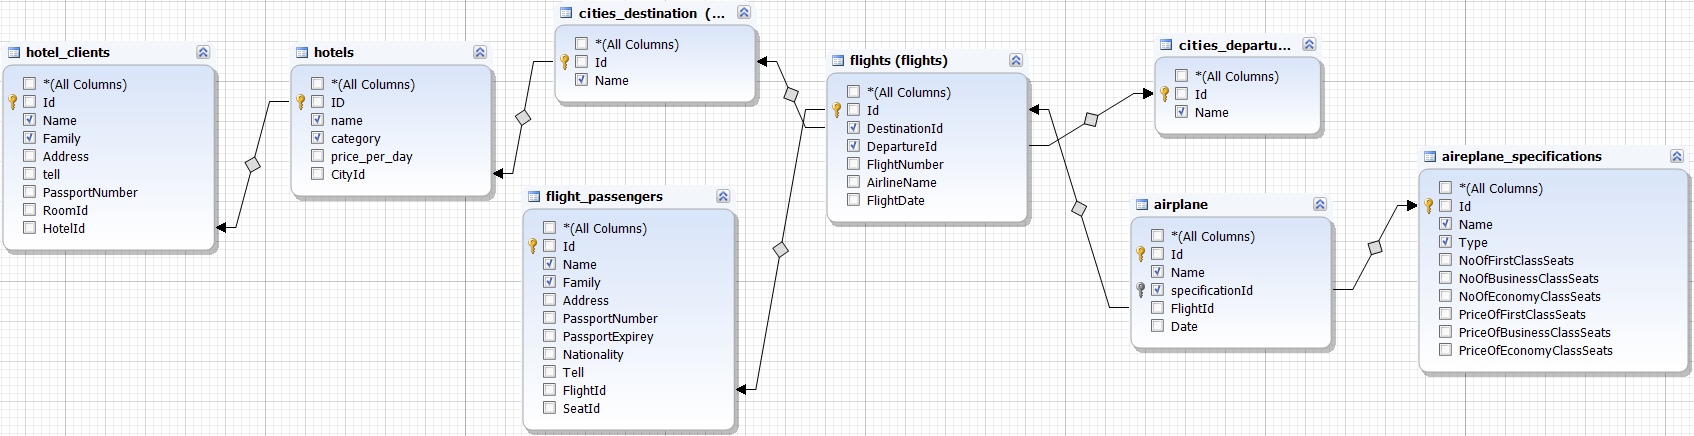 hotel_clients
*(All Columns)
Id
Name
Family
Address
tell
PassportNumber
RoomId
HotelId
hotels
*(All Columns)
ID
name
category
price_per_day
CityId
cities_destination (...
*(All Columns)
Id
Name
flight_passengers
*(All Columns)
Id
Name
Family
Address
PassportNumber
PassportExpirey
Nationality
Tell
FlightId
SeatId
flights (flights)
*(All Columns)
Id
DestinationId
DepartureId
FlightNumber
AirlineName
FlightDate
cities_departu...
*(All Columns)
Id
Name
airplane
*(All Columns)
Id
Name
specificationId
FlightId
Date
aireplane_specifications
*(All Columns)
Id
Name
Type
NoOfFirstClassSeats
NoOfBusinessClassSeats
NoOfEconomyClassSeats
PriceOfFirstClassSeats
PriceOfBusinessClassSeats
PriceOfEconomyClassSeats